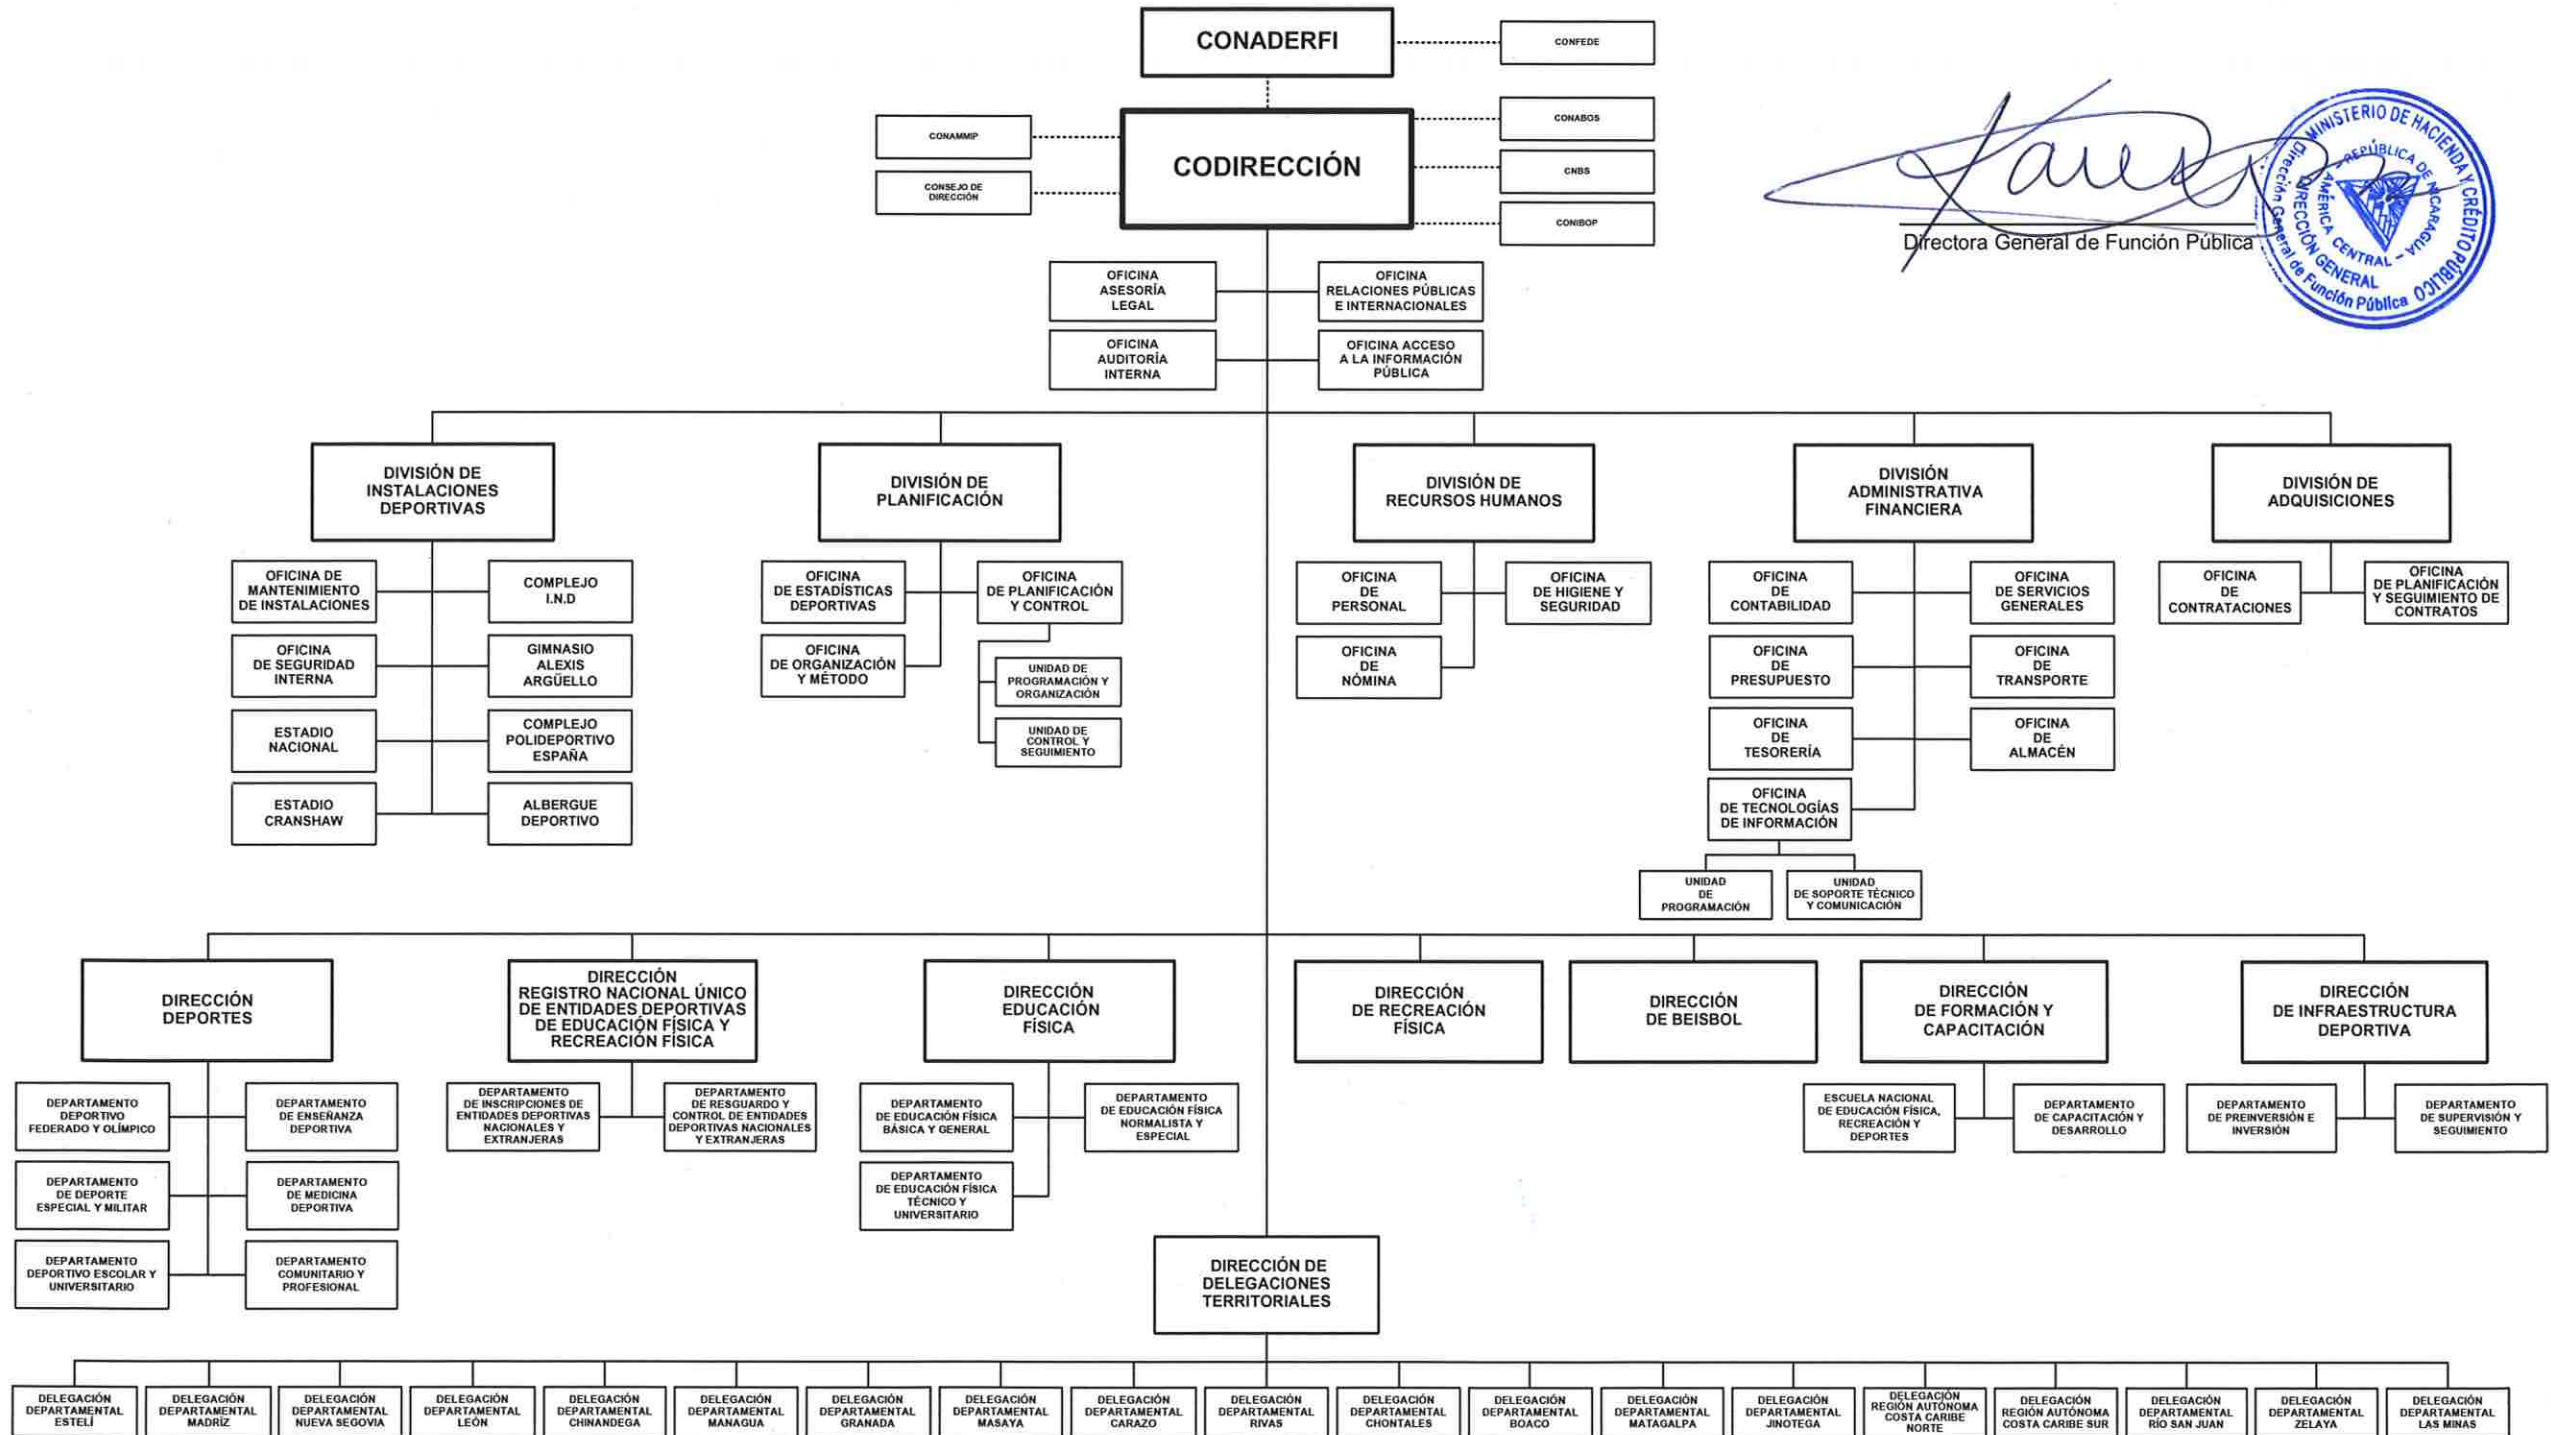 CONADERFI
CONFEDE
CONAMMIP
CONSEJO DE
DIRECCIÓN
CODIRECCIÓN
CONABOS
CNBS
CONIBOP
Directora General de Función Pública
MINISTERIO DE HACIENDA Y CRÉDITO PÚBLICO
Dirección General de Función Pública
REPÚBLICA DE NICARAGUA
AMÉRICA CENTRAL
DIRECCIÓN GENERAL
OFICINA
ASESORÍA
LEGAL
OFICINA
RELACIONES PÚBLICAS
E INTERNACIONALES
OFICINA
AUDITORÍA
INTERNA
OFICINA ACCESO
A LA INFORMACIÓN
PÚBLICA
DIVISIÓN DE
INSTALACIONES
DEPORTIVAS
DIVISIÓN DE
PLANIFICACIÓN
DIVISIÓN DE
RECURSOS HUMANOS
DIVISIÓN
ADMINISTRATIVA
FINANCIERA
DIVISIÓN DE
ADQUISICIONES
OFICINA DE
MANTENIMIENTO
DE INSTALACIONES
COMPLEJO
I.N.D
OFICINA
DE SEGURIDAD
INTERNA
GIMNASIO
ALEXIS
ARGÜELLO
ESTADIO
NACIONAL
COMPLEJO
POLIDEPORTIVO
ESPAÑA
ESTADIO
CRANSHAW
ALBERGUE
DEPORTIVO
OFICINA
DE ESTADÍSTICAS
DEPORTIVAS
OFICINA
DE PLANIFICACIÓN
Y CONTROL
OFICINA
DE ORGANIZACIÓN
Y MÉTODO
UNIDAD DE
PROGRAMACIÓN Y
ORGANIZACIÓN
UNIDAD DE
CONTROL Y
SEGUIMIENTO
OFICINA
DE
PERSONAL
OFICINA
DE HIGIENE Y
SEGURIDAD
OFICINA
DE
NÓMINA
OFICINA
DE
CONTABILIDAD
OFICINA
DE SERVICIOS
GENERALES
OFICINA
DE
PRESUPUESTO
OFICINA
DE
TRANSPORTE
OFICINA
DE
TESORERÍA
OFICINA
DE
ALMACÉN
OFICINA
DE TECNOLOGÍAS
DE INFORMACIÓN
UNIDAD
DE
PROGRAMACIÓN
UNIDAD
DE SOPORTE TÉCNICO
Y COMUNICACIÓN
OFICINA
DE
CONTRATACIONES
OFICINA
DE PLANIFICACIÓN
Y SEGUIMIENTO DE
CONTRATOS
DIRECCIÓN
DEPORTES
DIRECCIÓN
REGISTRO NACIONAL ÚNICO
DE ENTIDADES DEPORTIVAS
DE EDUCACIÓN FÍSICA Y
RECREACIÓN FÍSICA
DIRECCIÓN
EDUCACIÓN
FÍSICA
DIRECCIÓN
DE RECREACIÓN
FÍSICA
DIRECCIÓN
DE BEISBOL
DIRECCIÓN
DE FORMACIÓN Y
CAPACITACIÓN
DIRECCIÓN
DE INFRAESTRUCTURA
DEPORTIVA
DEPARTAMENTO
DEPORTIVO
FEDERADO Y OLÍMPICO
DEPARTAMENTO
DE ENSEÑANZA
DEPORTIVA
DEPARTAMENTO
DE DEPORTE
ESPECIAL Y MILITAR
DEPARTAMENTO
DE MEDICINA
DEPORTIVA
DEPARTAMENTO
DEPORTIVO ESCOLAR Y
UNIVERSITARIO
DEPARTAMENTO
COMUNITARIO Y
PROFESIONAL
DEPARTAMENTO
DE INSCRIPCIONES DE
ENTIDADES DEPORTIVAS
NACIONALES Y
EXTRANJERAS
DEPARTAMENTO
DE RESGUARDO Y
CONTROL DE ENTIDADES
DEPORTIVAS NACIONALES
Y EXTRANJERAS
DEPARTAMENTO
DE EDUCACIÓN FÍSICA
BÁSICA Y GENERAL
DEPARTAMENTO
DE EDUCACIÓN FÍSICA
NORMALISTA Y
ESPECIAL
DEPARTAMENTO
DE EDUCACIÓN FÍSICA
TÉCNICO Y
UNIVERSITARIO
ESCUELA NACIONAL
DE EDUCACIÓN FÍSICA,
RECREACIÓN Y
DEPORTES
DEPARTAMENTO
DE CAPACITACIÓN Y
DESARROLLO
DEPARTAMENTO
DE PREINVERSIÓN E
INVERSIÓN
DEPARTAMENTO
DE SUPERVISIÓN Y
SEGUIMIENTO
DIRECCIÓN DE
DELEGACIONES
TERRITORIALES
DELEGACIÓN
DEPARTAMENTAL
ESTELÍ
DELEGACIÓN
DEPARTAMENTAL
MADRÍZ
DELEGACIÓN
DEPARTAMENTAL
NUEVA SEGOVIA
DELEGACIÓN
DEPARTAMENTAL
LEÓN
DELEGACIÓN
DEPARTAMENTAL
CHINANDEGA
DELEGACIÓN
DEPARTAMENTAL
MANAGUA
DELEGACIÓN
DEPARTAMENTAL
GRANADA
DELEGACIÓN
DEPARTAMENTAL
MASAYA
DELEGACIÓN
DEPARTAMENTAL
CARAZO
DELEGACIÓN
DEPARTAMENTAL
RIVAS
DELEGACIÓN
DEPARTAMENTAL
CHONTALES
DELEGACIÓN
DEPARTAMENTAL
BOACO
DELEGACIÓN
DEPARTAMENTAL
MATAGALPA
DELEGACIÓN
DEPARTAMENTAL
JINOTEGA
DELEGACIÓN
REGIÓN AUTÓNOMA
COSTA CARIBE
NORTE
DELEGACIÓN
REGIÓN AUTÓNOMA
COSTA CARIBE SUR
DELEGACIÓN
DEPARTAMENTAL
RÍO SAN JUAN
DELEGACIÓN
DEPARTAMENTAL
ZELAYA
DELEGACIÓN
DEPARTAMENTAL
LAS MINAS